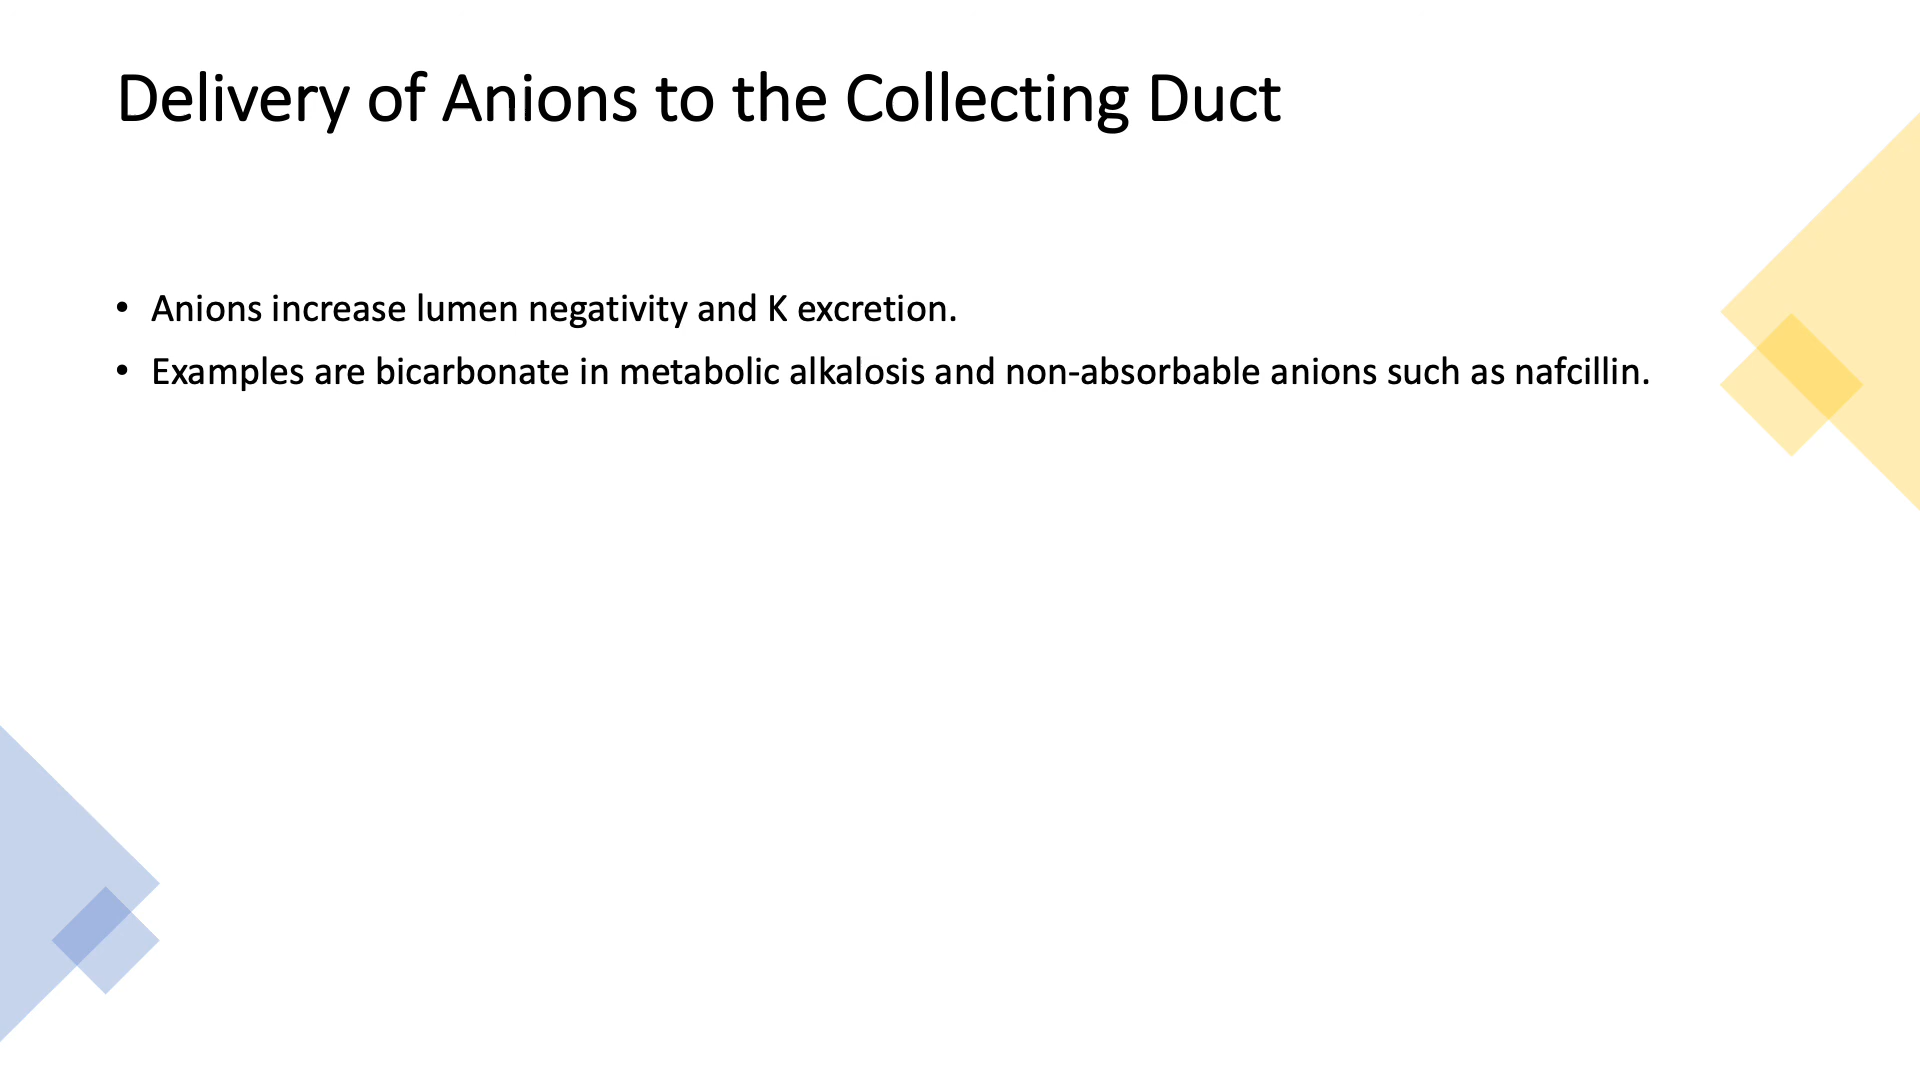 Delivery of Anions to the Collecting Duct
• Anions increase lumen negativity and K excretion.
• Examples are bicarbonate in metabolic alkalosis and non-absorbable anions such as nafcillin.